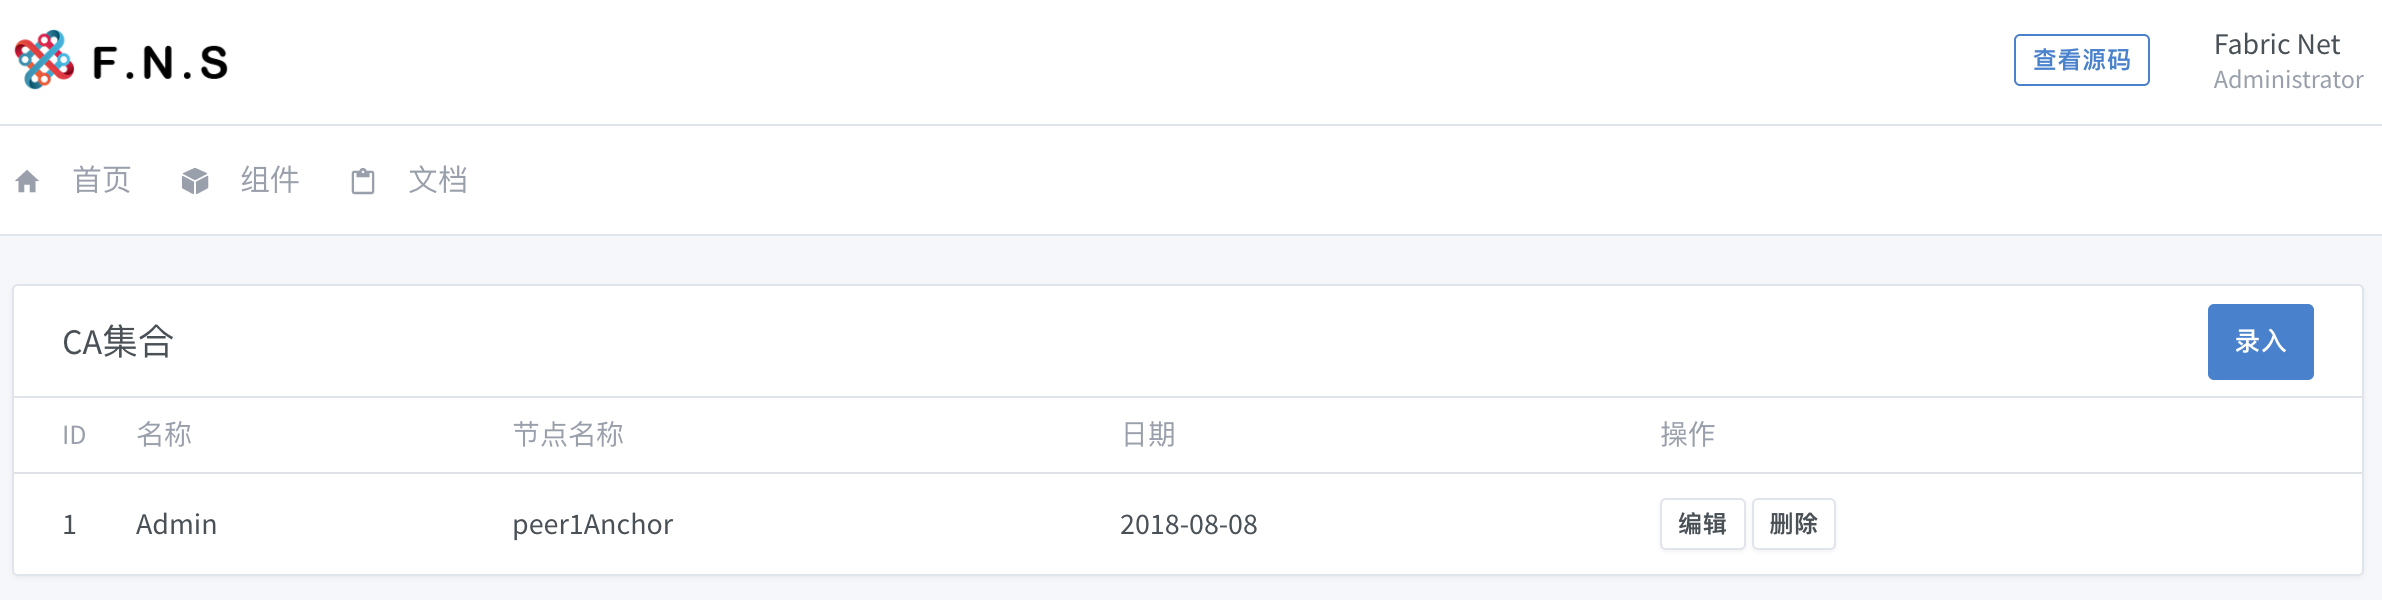 F.N.S
查看源码
Fabric Net
Administrator
首页 组件 文档
CA集合
录入
ID 名称 节点名称 日期 操作
1 Admin peer1Anchor 2018-08-08 编辑 删除